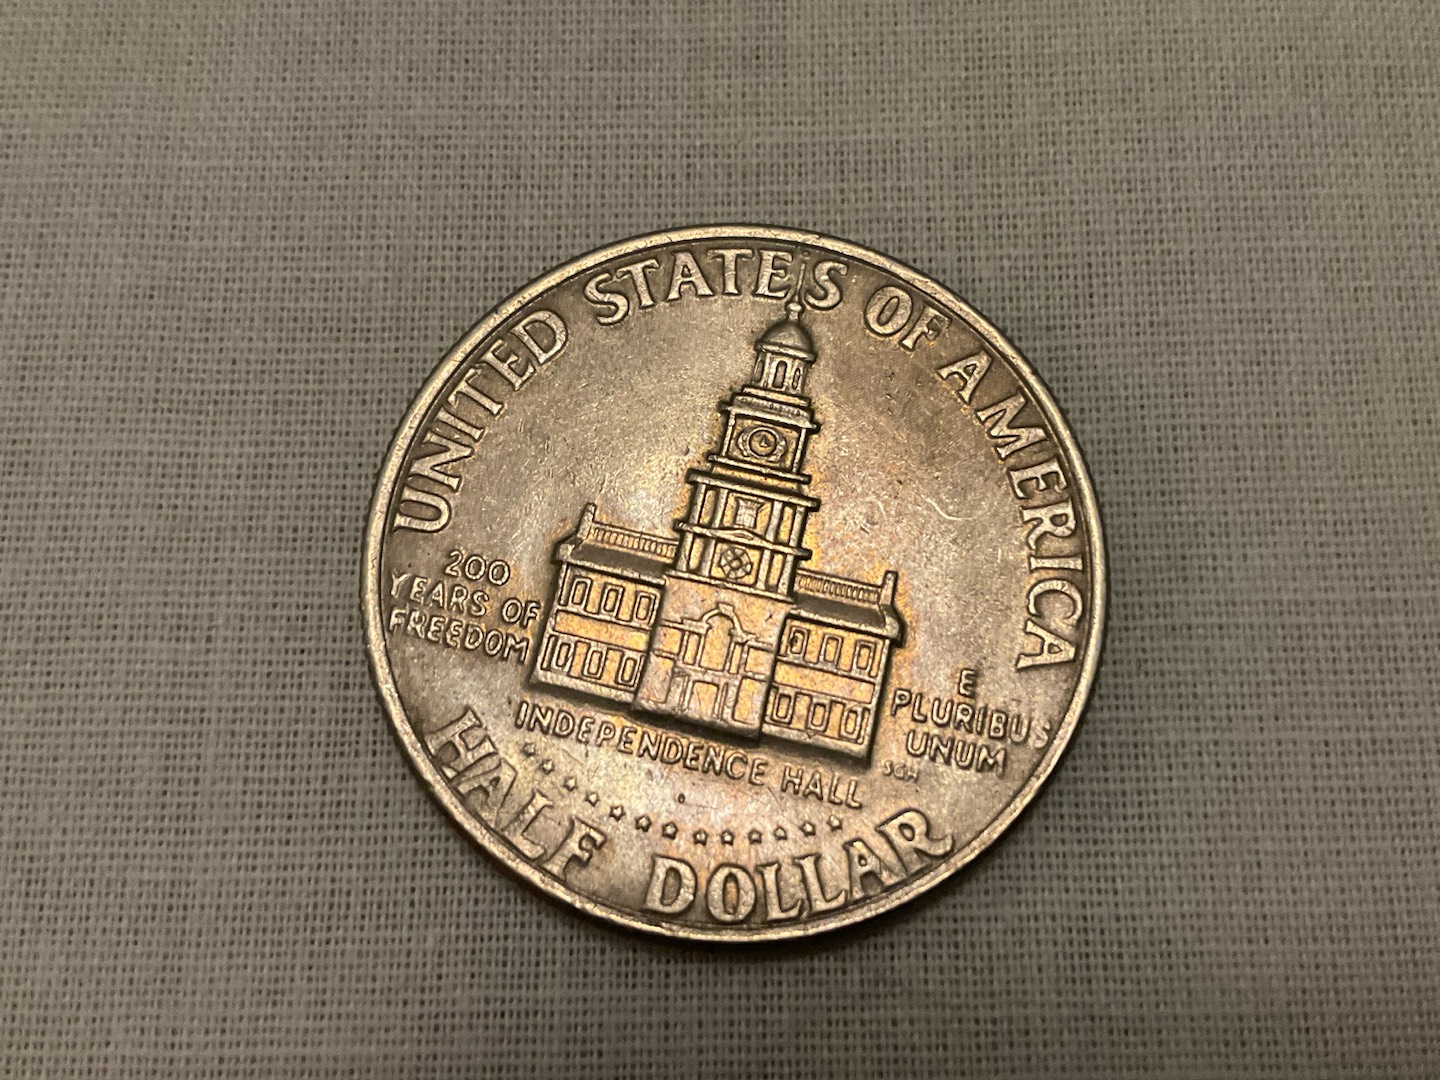 UNITED STATES OF AMERICA
200
YEARS OF
FREEDOM
E
PLURIBUS
UNUM
INDEPENDENCE HALL
SGH
HALF DOLLAR